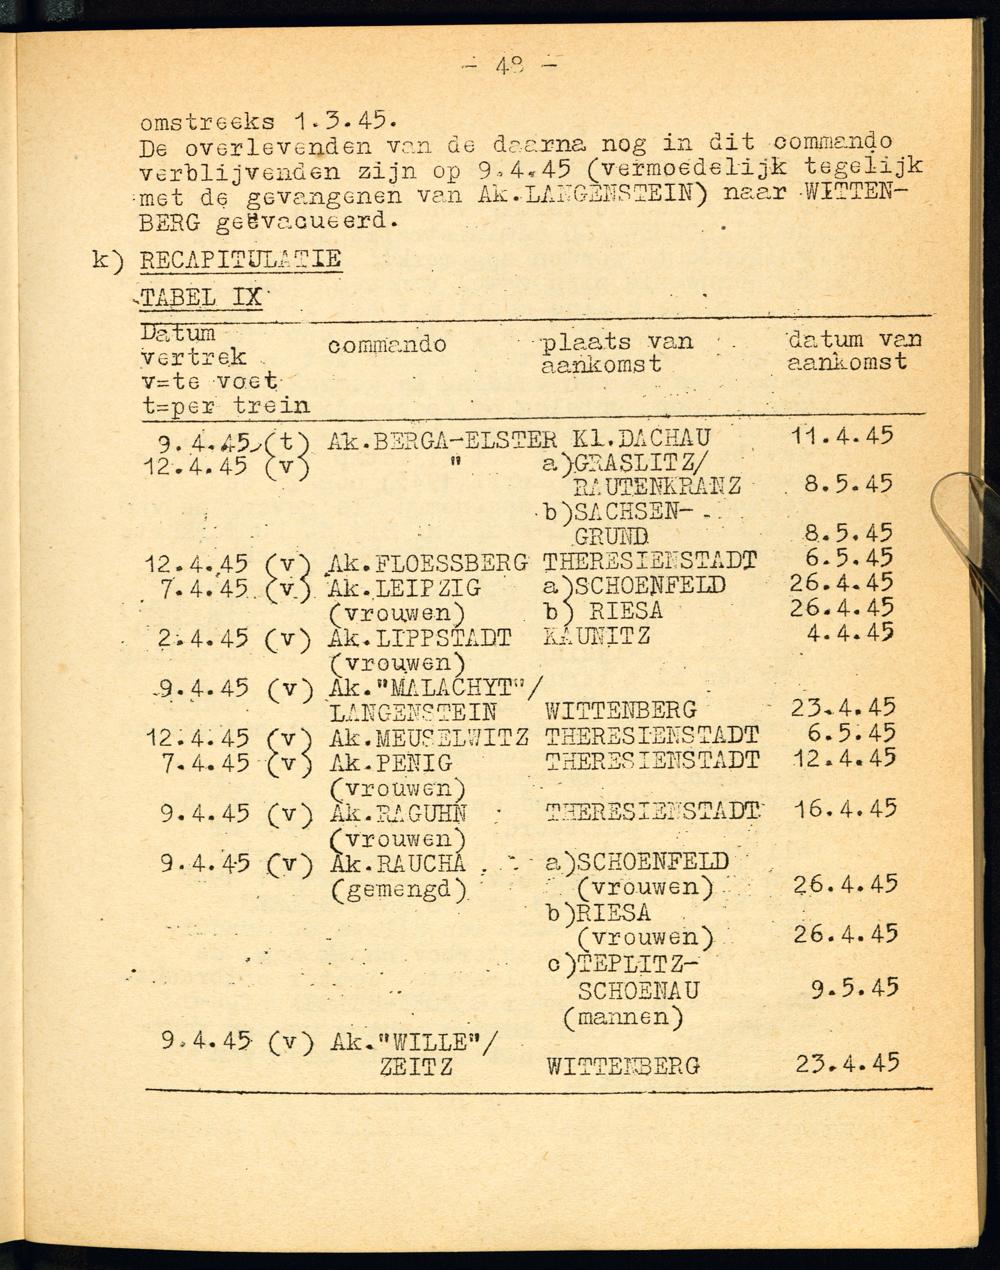 - 48 -
omstreeks 1.3.45.
De overlevenden van de daarna nog in dit commando
verblijvenden zijn op 9.4.45 (vermoedelijk tegelijk
met de gevangenen van Ak.LANGENSTEIN) naar WITTEN-
BERG geëvacueerd.
k) RECAPITULATIE
TABEL IX
Datum
vertrek
v=te voet
t=per trein
commando
plaats van
aankomst
datum van
aankomst
9.4.45 (t) Ak.BERGA-ELSTER Kl.DACHAU 11.4.45
12.4.45 (v) " a)GRASLITZ/
RAUTENKRANZ 8.5.45
b)SACHSEN-
GRUND 8.5.45
12.4.45 (v) Ak.FLOESSBERG THERESIENSTADT 6.5.45
7.4.45 (v) Ak.LEIPZIG a)SCHOENFELD 26.4.45
(vrouwen) b) RIESA 26.4.45
2.4.45 (v) Ak.LIPPSTADT KAUNITZ 4.4.45
(vrouwen)
9.4.45 (v) Ak."MALACHYT"/
LANGENSTEIN WITTENBERG 23.4.45
12.4.45 (v) Ak.MEUSELWITZ THERESIENSTADT 6.5.45
7.4.45 (v) Ak.PENIG THERESIENSTADT 12.4.45
(vrouwen)
9.4.45 (v) Ak.RAGUHN THERESIENSTADT 16.4.45
(vrouwen)
9.4.45 (v) Ak.RAUCHA a)SCHOENFELD
(gemengd) (vrouwen) 26.4.45
b)RIESA
(vrouwen) 26.4.45
c)TEPLITZ-
SCHOENAU 9.5.45
(mannen)
9.4.45 (v) Ak."WILLE"/
ZEITZ WITTENBERG 23.4.45